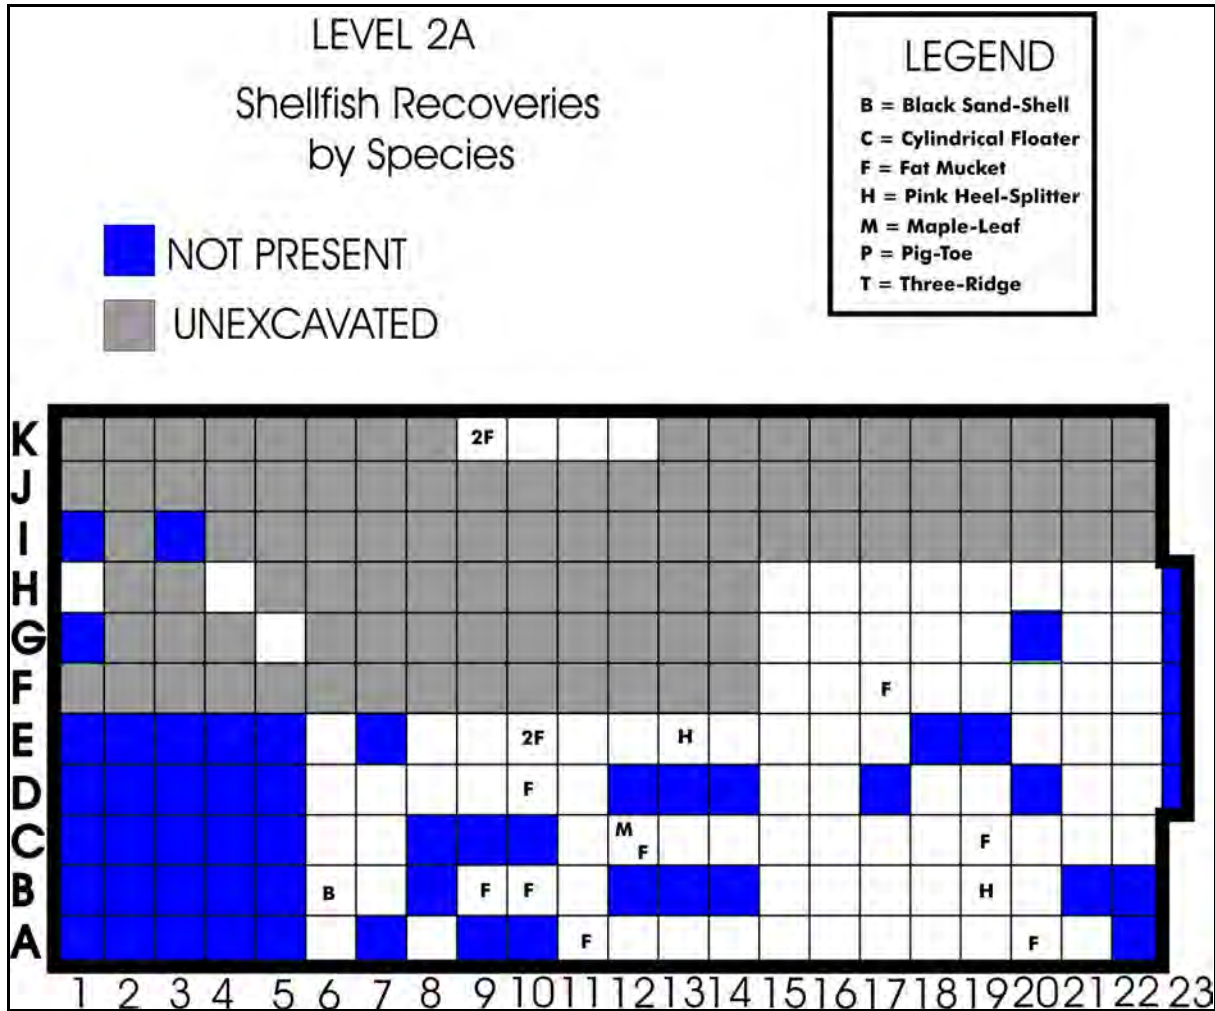 LEVEL 2A
Shellfish Recoveries
by Species
NOT PRESENT
UNEXCAVATED
LEGEND
B = Black Sand-Shell
C = Cylindrical Floater
F = Fat Mucket
H = Pink Heel-Splitter
M = Maple-Leaf
P = Pig-Toe
T = Three-Ridge
K 2F
J
I
H
G
F F
E 2F H
D F
C M F F
B B F F H
A F F
1 2 3 4 5 6 7 8 9 10 11 12 13 14 15 16 17 18 19 20 21 22 23